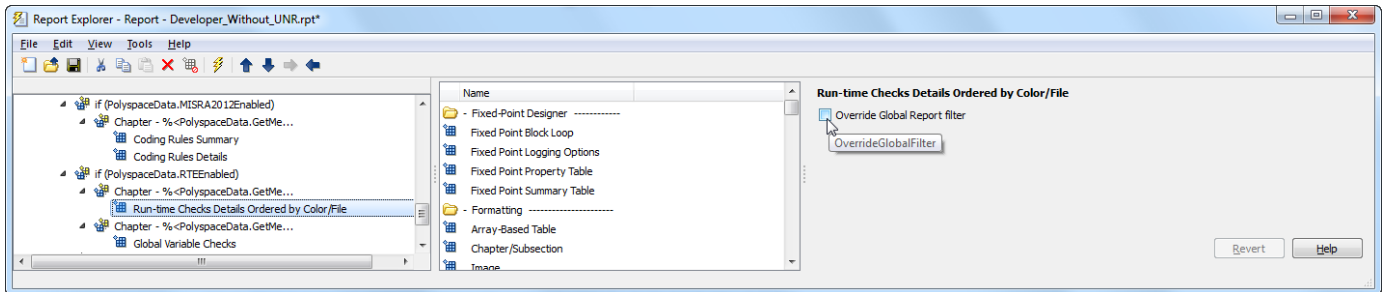 Report Explorer - Report - Developer_Without_UNR.rpt*
File Edit View Tools Help
if (PolyspaceData.MISRA2012Enabled)
Chapter - %<PolyspaceData.GetMe...
Coding Rules Summary
Coding Rules Details
if (PolyspaceData.RTEEnabled)
Chapter - %<PolyspaceData.GetMe...
Run-time Checks Details Ordered by Color/File
Chapter - %<PolyspaceData.GetMe...
Global Variable Checks
Name
- Fixed-Point Designer ------------
Fixed Point Block Loop
Fixed Point Logging Options
Fixed Point Property Table
Fixed Point Summary Table
- Formatting ----------------------
Array-Based Table
Chapter/Subsection
Image
Run-time Checks Details Ordered by Color/File
Override Global Report filter
OverrideGlobalFilter
Revert Help